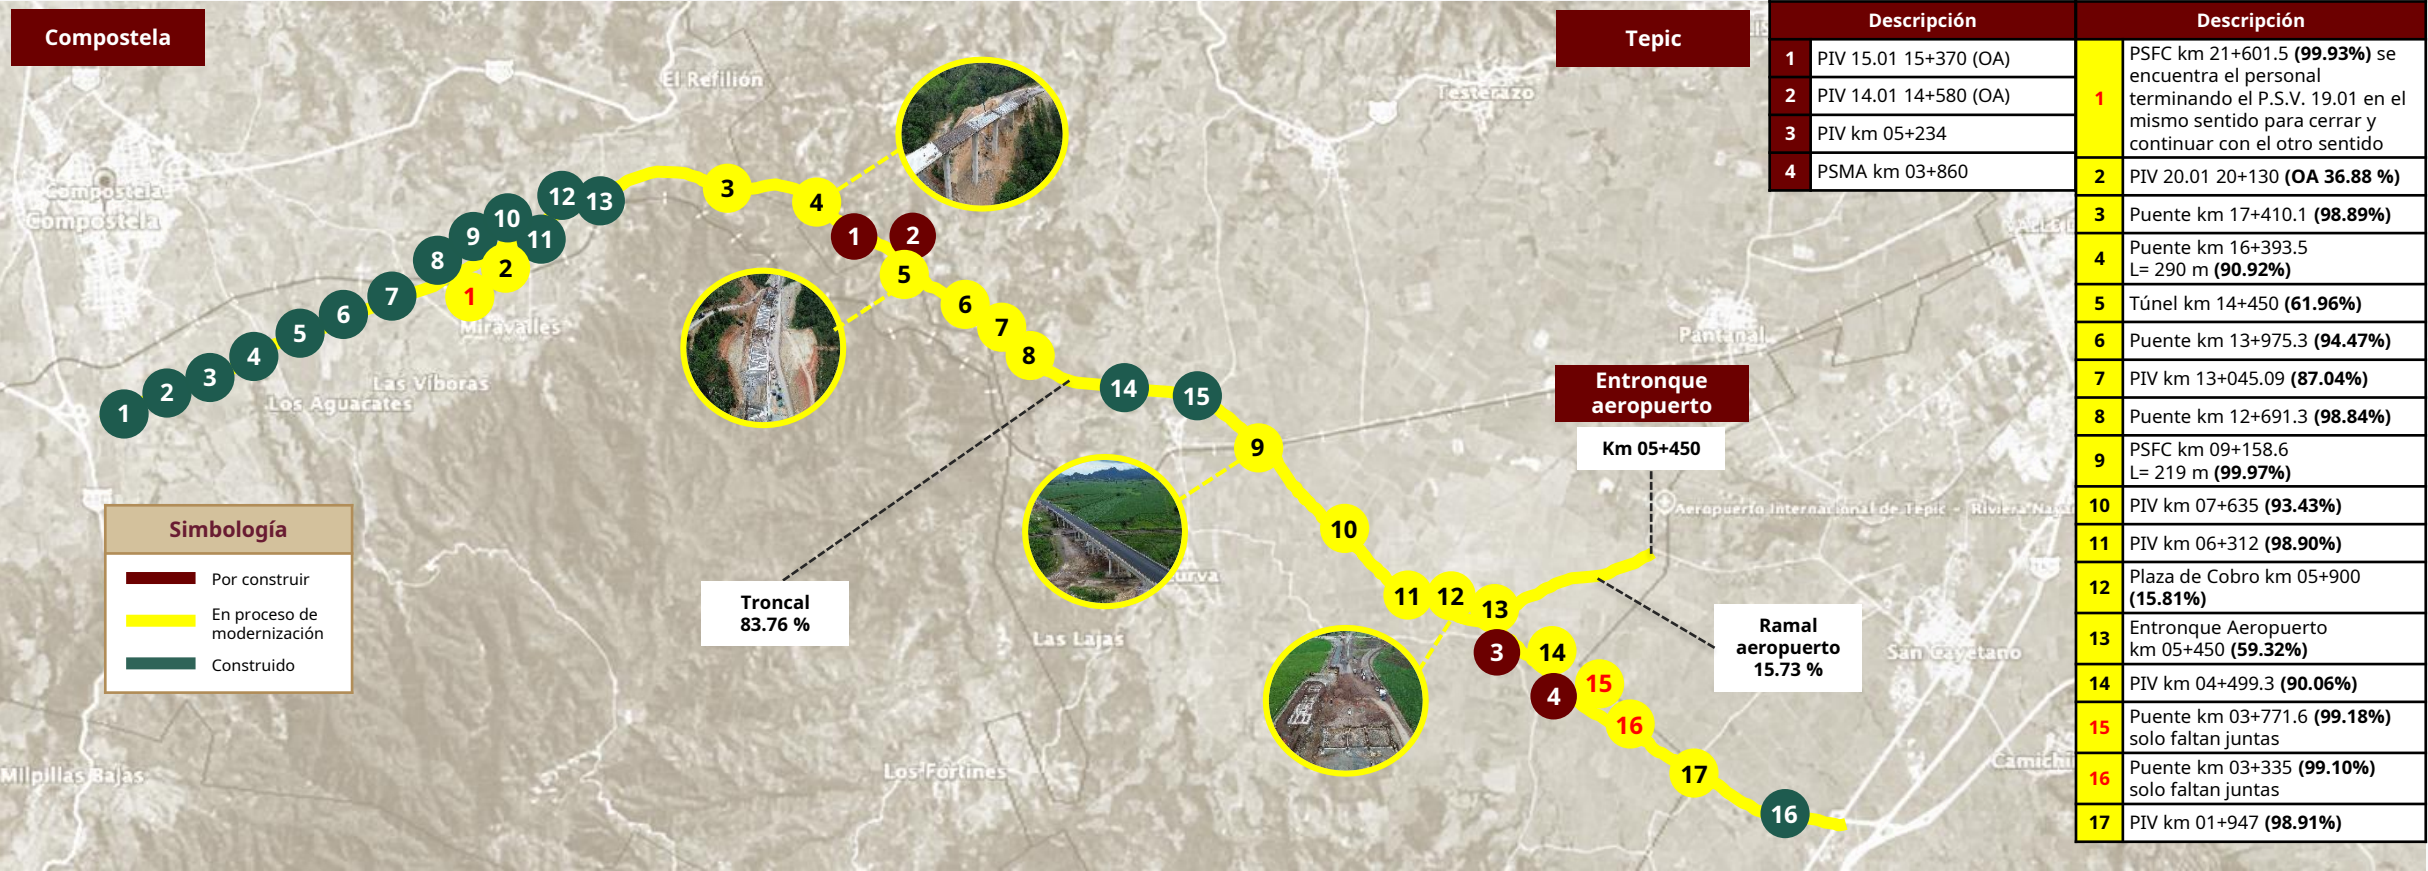 Compostela
Tepic
Descripción
1 PIV 15.01 15+370 (OA)
2 PIV 14.01 14+580 (OA)
3 PIV km 05+234
4 PSMA km 03+860
Descripción
1 PSFC km 21+601.5 (99.93%) se
encuentra el personal
terminando el P.S.V. 19.01 en el
mismo sentido para cerrar y
continuar con el otro sentido
2 PIV 20.01 20+130 (OA 36.88 %)
3 Puente km 17+410.1 (98.89%)
4 Puente km 16+393.5
L= 290 m (90.92%)
5 Túnel km 14+450 (61.96%)
6 Puente km 13+975.3 (94.47%)
7 PIV km 13+045.09 (87.04%)
8 Puente km 12+691.3 (98.84%)
9 PSFC km 09+158.6
L= 219 m (99.97%)
10 PIV km 07+635 (93.43%)
11 PIV km 06+312 (98.90%)
12 Plaza de Cobro km 05+900
(15.81%)
13 Entronque Aeropuerto
km 05+450 (59.32%)
14 PIV km 04+499.3 (90.06%)
15 Puente km 03+771.6 (99.18%)
solo faltan juntas
16 Puente km 03+335 (99.10%)
solo faltan juntas
17 PIV km 01+947 (98.91%)
El Refilión
Testerazo
Compostela
Compostela
Miravalles
Las Víboras
Los Aguacates
Pantanal
Aeropuerto Internacional de Tepic - Riviera
Las Lajas
San Cayetano
Los Fortines
Milpillas Bajas
1
2
3
4
5
6
7
8
9
10
11
12
13
1
2
3
4
1
2
5
6
7
8
14
15
9
10
11
12
13
3
14
4
15
16
17
16
Entronque
aeropuerto
Km 05+450
Troncal
83.76 %
Ramal
aeropuerto
15.73 %
Simbología
Por construir
En proceso de
modernización
Construido